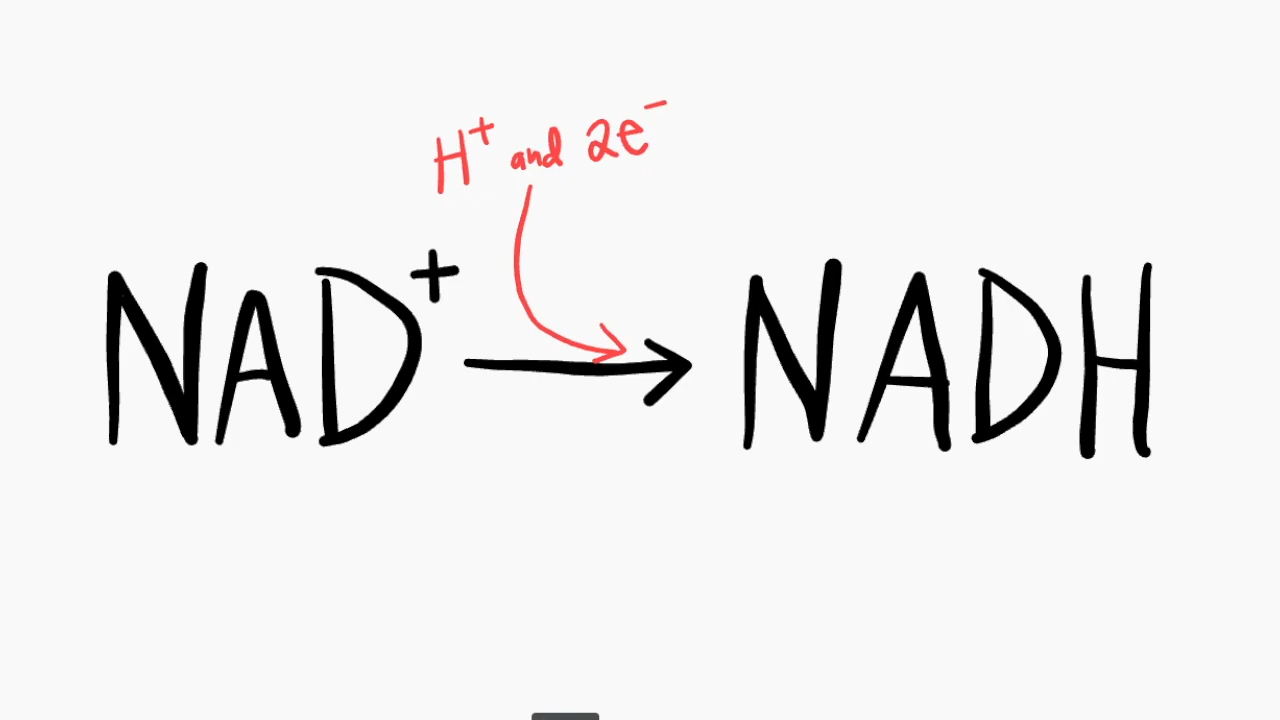 H⁺ and 2e⁻
NAD⁺ → NADH